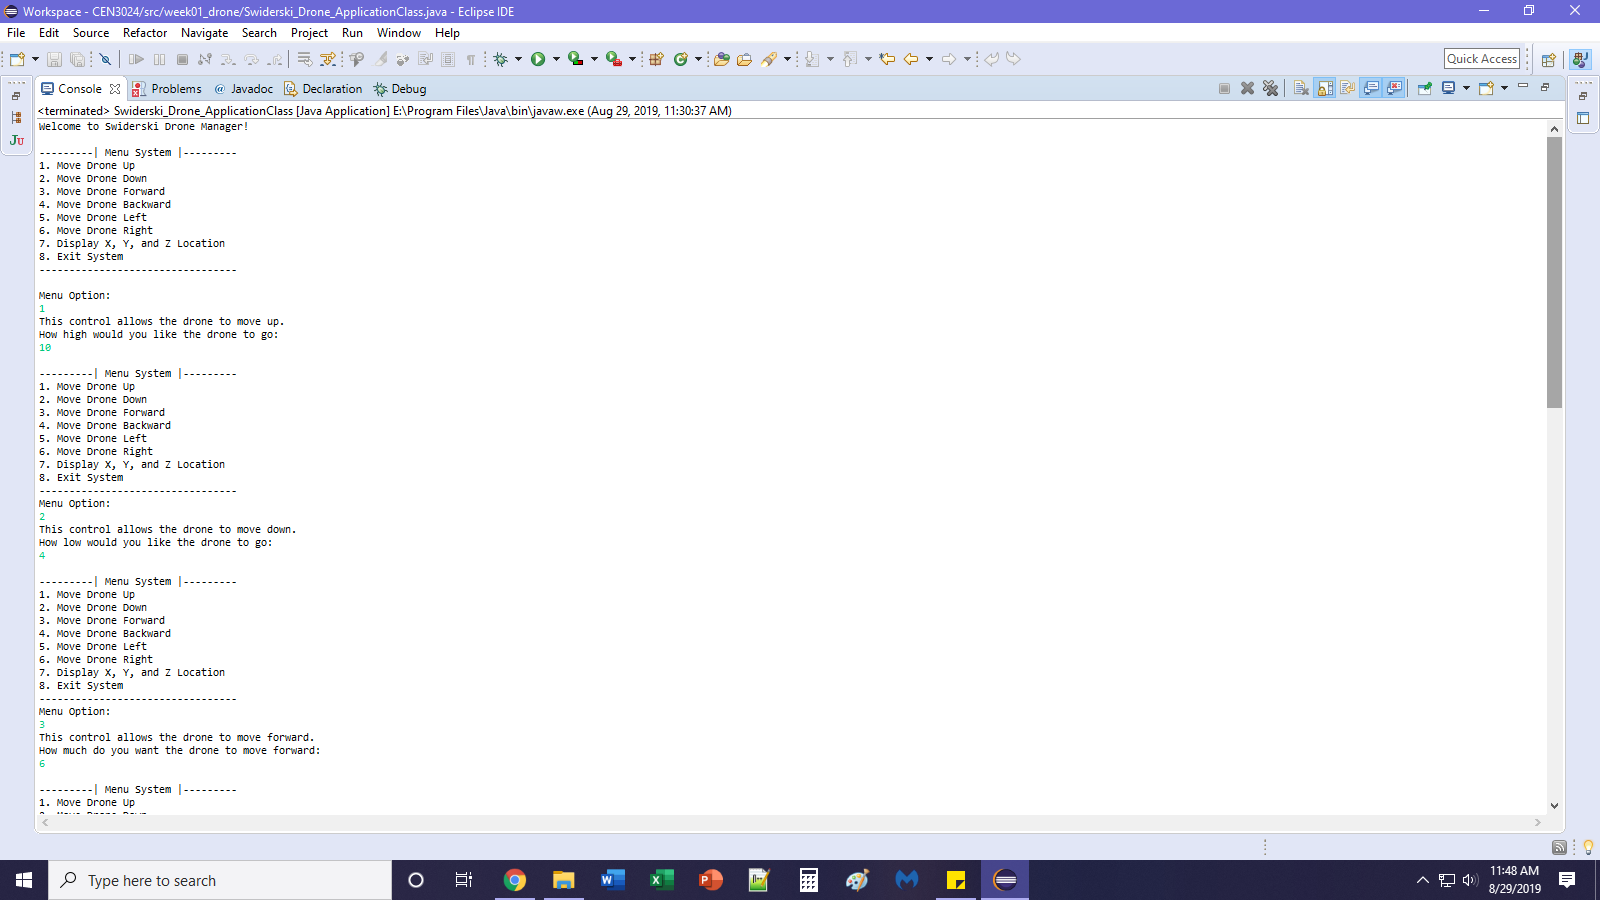 Workspace - CEN3024/src/week01_drone/Swiderski_Drone_ApplicationClass.java - Eclipse IDE
File Edit Source Refactor Navigate Search Project Run Window Help
Quick Access
Console Problems @ Javadoc Declaration Debug
<terminated> Swiderski_Drone_ApplicationClass [Java Application] E:\Program Files\Java\bin\javaw.exe (Aug 29, 2019, 11:30:37 AM)
Welcome to Swiderski Drone Manager!
---------| Menu System |---------
1. Move Drone Up
2. Move Drone Down
3. Move Drone Forward
4. Move Drone Backward
5. Move Drone Left
6. Move Drone Right
7. Display X, Y, and Z Location
8. Exit System
---------------------------------
Menu Option:
1
This control allows the drone to move up.
How high would you like the drone to go:
10
---------| Menu System |---------
1. Move Drone Up
2. Move Drone Down
3. Move Drone Forward
4. Move Drone Backward
5. Move Drone Left
6. Move Drone Right
7. Display X, Y, and Z Location
8. Exit System
---------------------------------
Menu Option:
2
This control allows the drone to move down.
How low would you like the drone to go:
4
---------| Menu System |---------
1. Move Drone Up
2. Move Drone Down
3. Move Drone Forward
4. Move Drone Backward
5. Move Drone Left
6. Move Drone Right
7. Display X, Y, and Z Location
8. Exit System
---------------------------------
Menu Option:
3
This control allows the drone to move forward.
How much do you want the drone to move forward:
6
---------| Menu System |---------
1. Move Drone Up
Type here to search
11:48 AM
8/29/2019